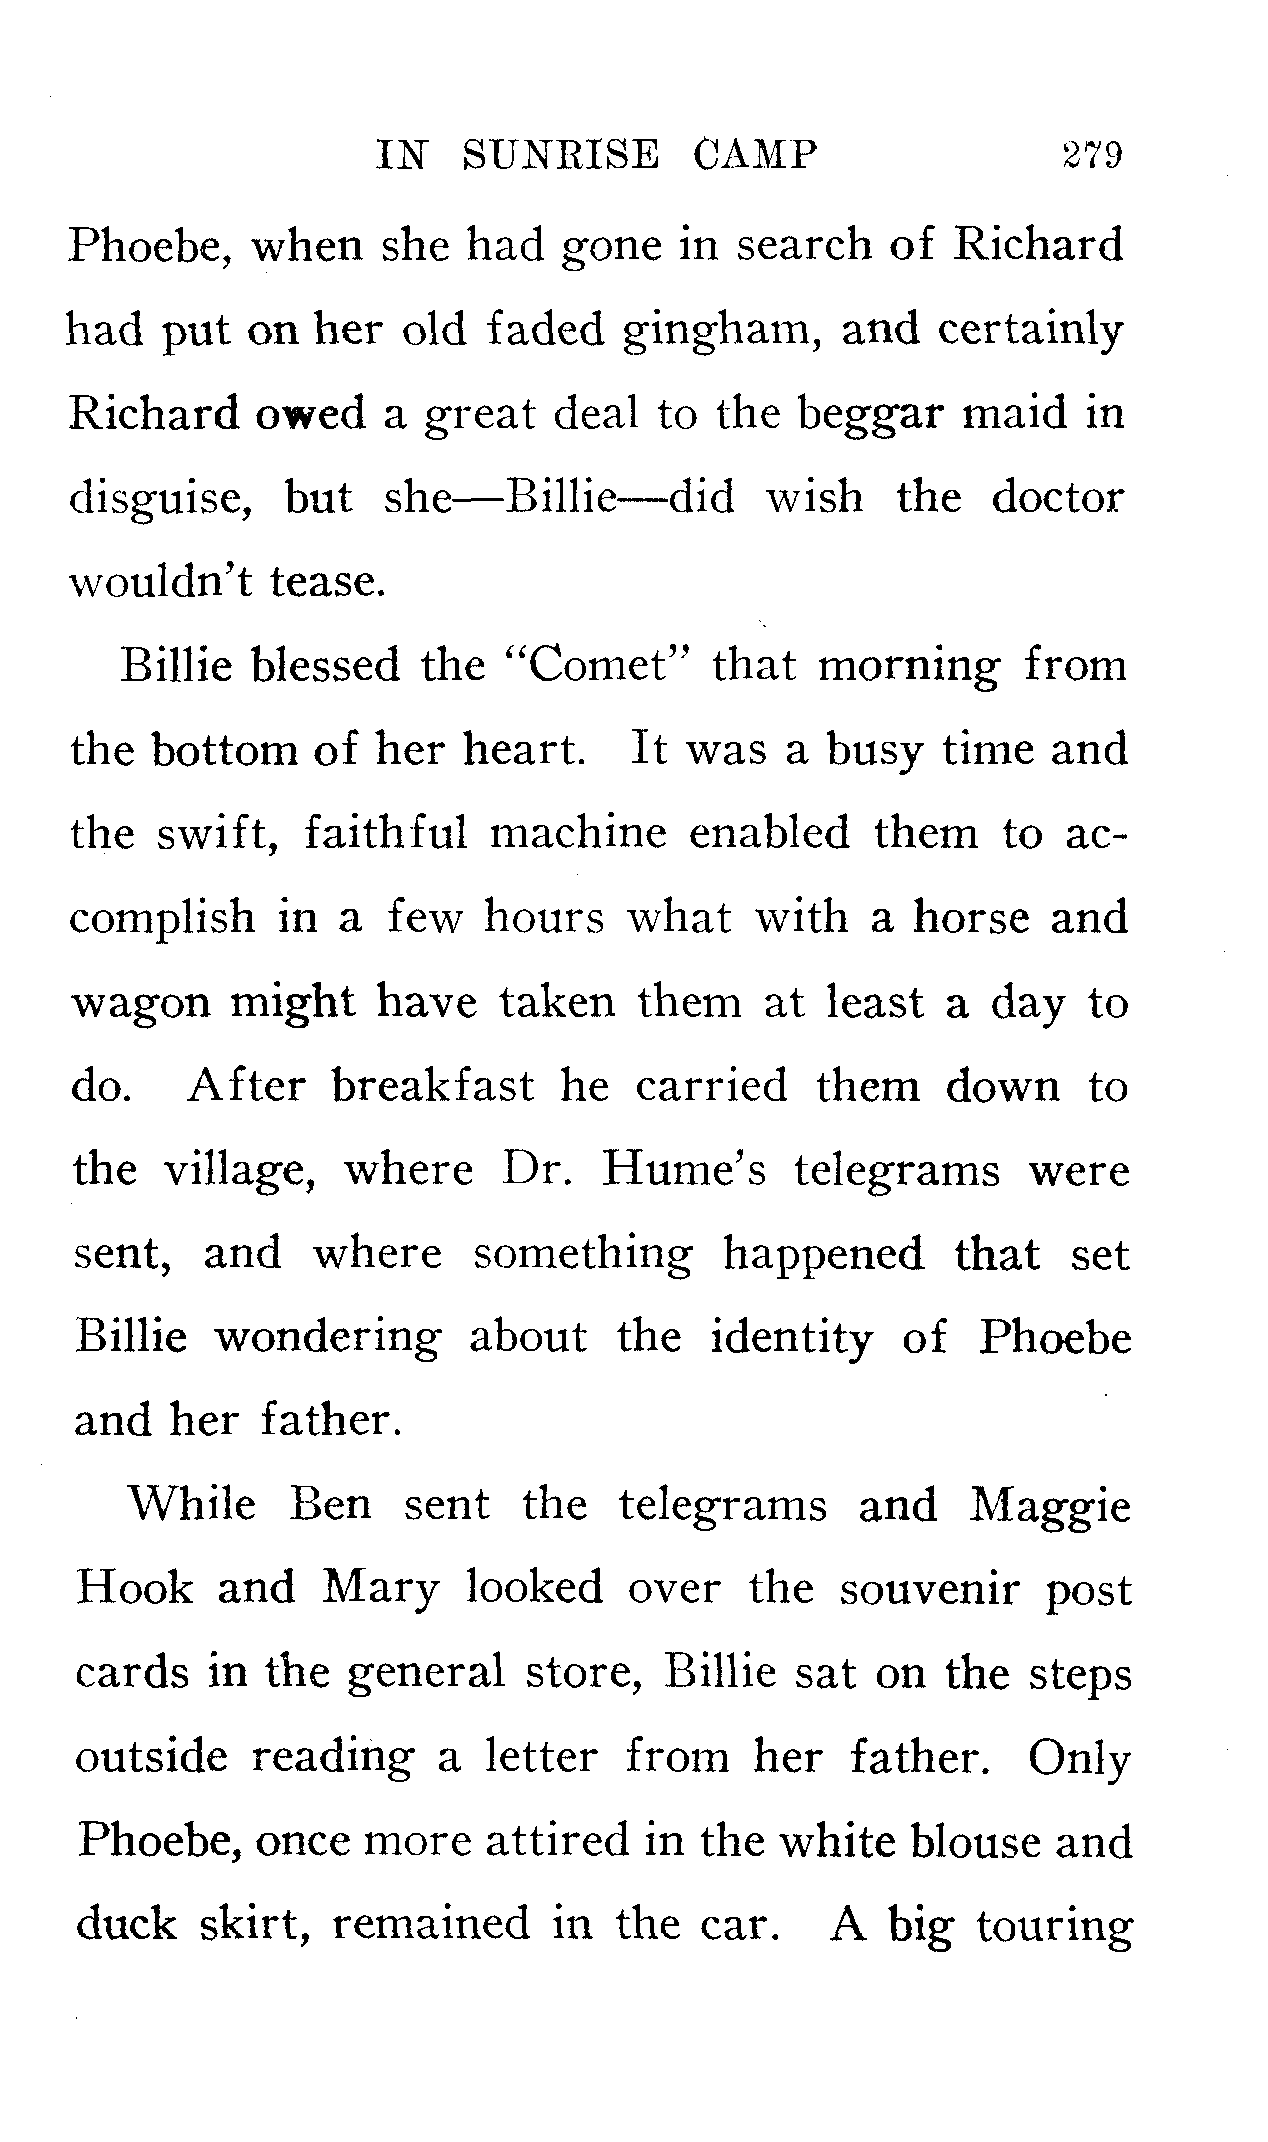 IN SUNRISE CAMP 279
Phoebe, when she had gone in search of Richard
had put on her old faded gingham, and certainly
Richard owed a great deal to the beggar maid in
disguise, but she—Billie—did wish the doctor
wouldn't tease.
Billie blessed the “Comet” that morning from
the bottom of her heart. It was a busy time and
the swift, faithful machine enabled them to ac-
complish in a few hours what with a horse and
wagon might have taken them at least a day to
do. After breakfast he carried them down to
the village, where Dr. Hume's telegrams were
sent, and where something happened that set
Billie wondering about the identity of Phoebe
and her father.
While Ben sent the telegrams and Maggie
Hook and Mary looked over the souvenir post
cards in the general store, Billie sat on the steps
outside reading a letter from her father. Only
Phoebe, once more attired in the white blouse and
duck skirt, remained in the car. A big touring